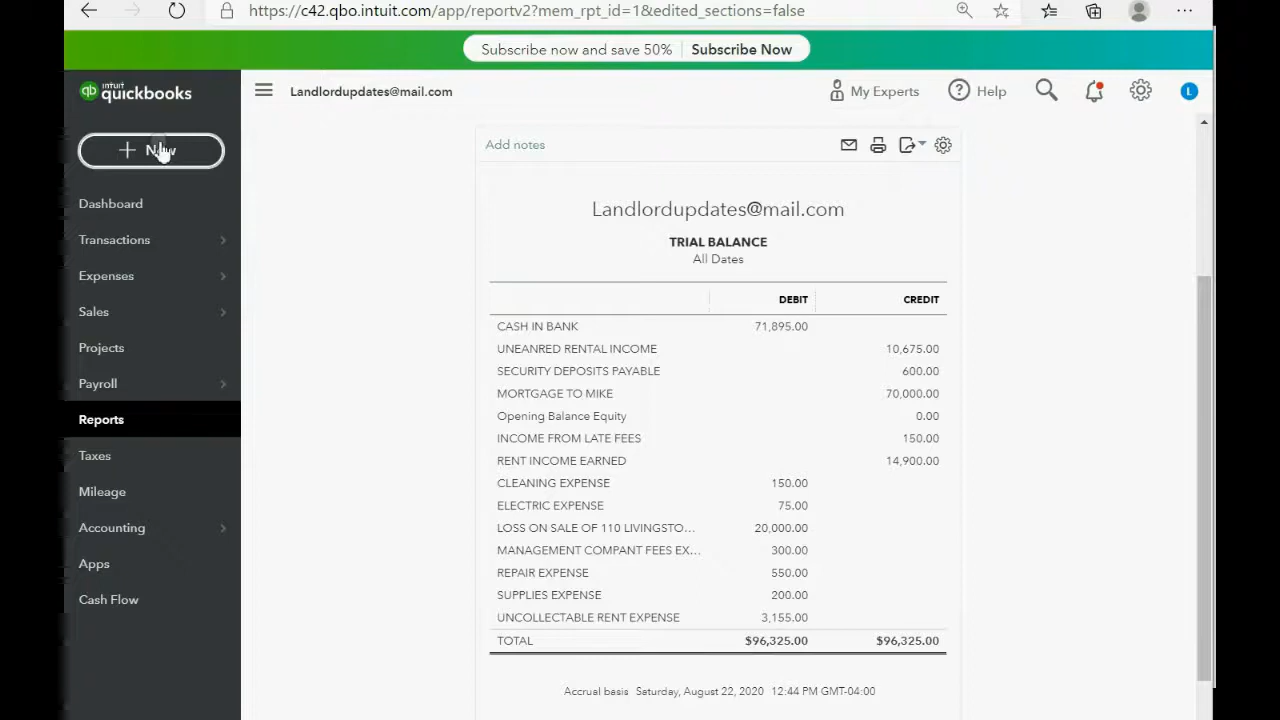 https://c42.qbo.intuit.com/app/reportv2?mem_rpt_id=1&edited_sections=false
Subscribe now and save 50% Subscribe Now
intuit quickbooks
Landlordupdates@mail.com
My Experts
Help
L
+ New
Dashboard
Transactions
Expenses
Sales
Projects
Payroll
Reports
Taxes
Mileage
Accounting
Apps
Cash Flow
Add notes
Landlordupdates@mail.com
TRIAL BALANCE
All Dates
DEBIT CREDIT
CASH IN BANK 71,895.00
UNEANRED RENTAL INCOME 10,675.00
SECURITY DEPOSITS PAYABLE 600.00
MORTGAGE TO MIKE 70,000.00
Opening Balance Equity 0.00
INCOME FROM LATE FEES 150.00
RENT INCOME EARNED 14,900.00
CLEANING EXPENSE 150.00
ELECTRIC EXPENSE 75.00
LOSS ON SALE OF 110 LIVINGSTO... 20,000.00
MANAGEMENT COMPANT FEES EX... 300.00
REPAIR EXPENSE 550.00
SUPPLIES EXPENSE 200.00
UNCOLLECTABLE RENT EXPENSE 3,155.00
TOTAL $96,325.00 $96,325.00
Accrual basis Saturday, August 22, 2020 12:44 PM GMT-04:00